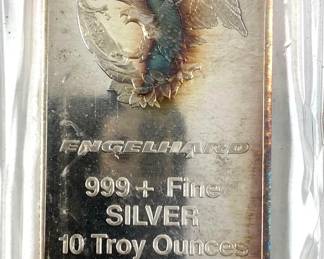 ENGELHARD
999+ Fine
SILVER
10 Troy Ounces